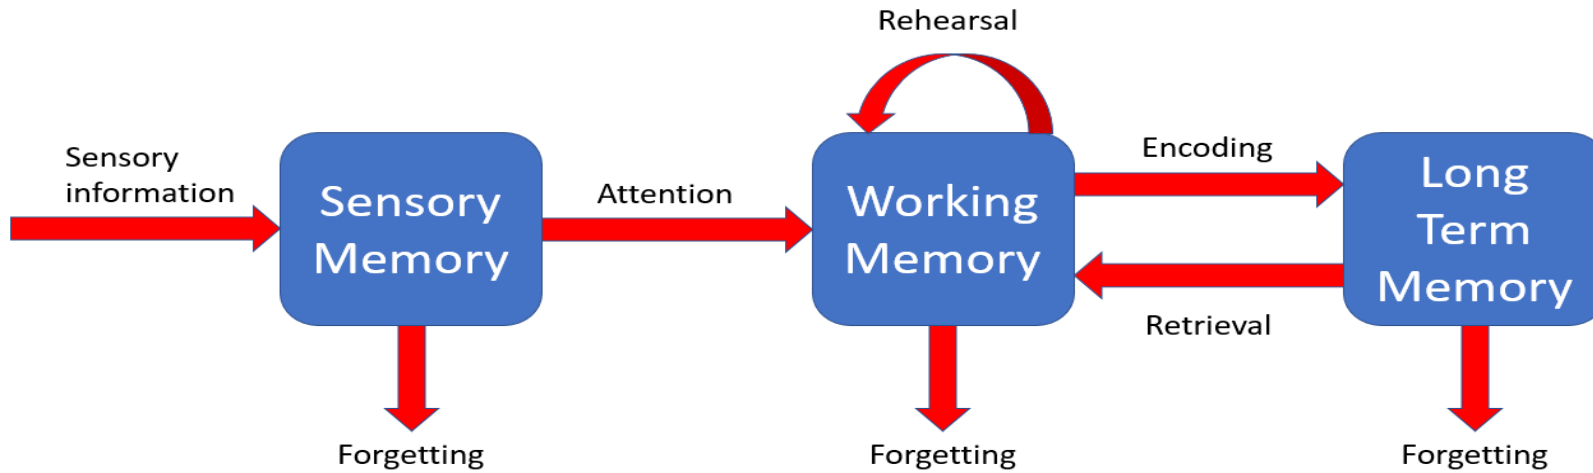 Rehearsal
Sensory
information
Sensory
Memory
Attention
Working
Memory
Encoding
Retrieval
Long
Term
Memory
Forgetting
Forgetting
Forgetting